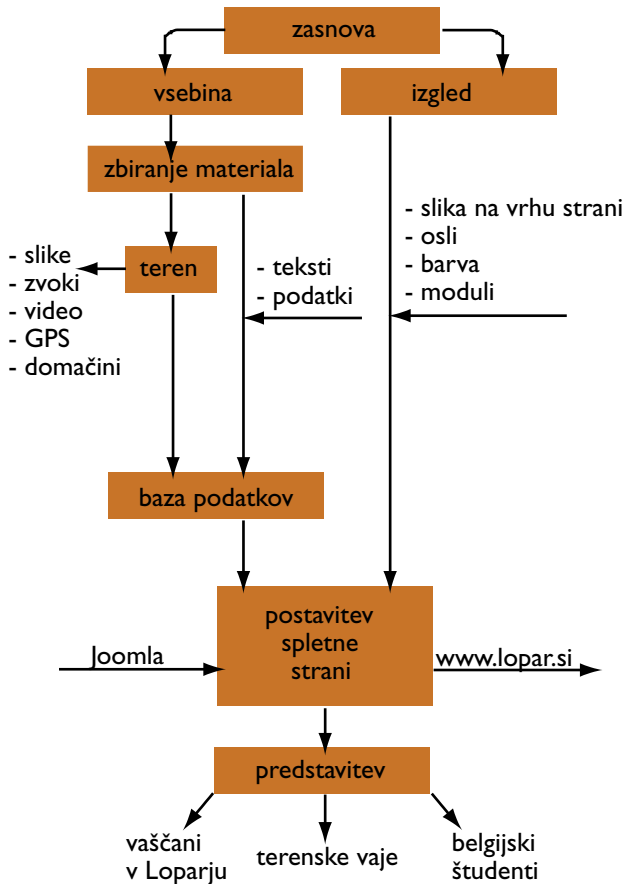 zasnova
vsebina
izgled
zbiranje materiala
- slika na vrhu strani
- osli
- barva
- moduli
teren
- slike
- zvoki
- video
- GPS
- domačini
- teksti
- podatki
baza podatkov
postavitev
spletne
strani
Joomla
www.lopar.si
predstavitev
vaščani
v Loparju
terenske vaje
belgijski
študenti